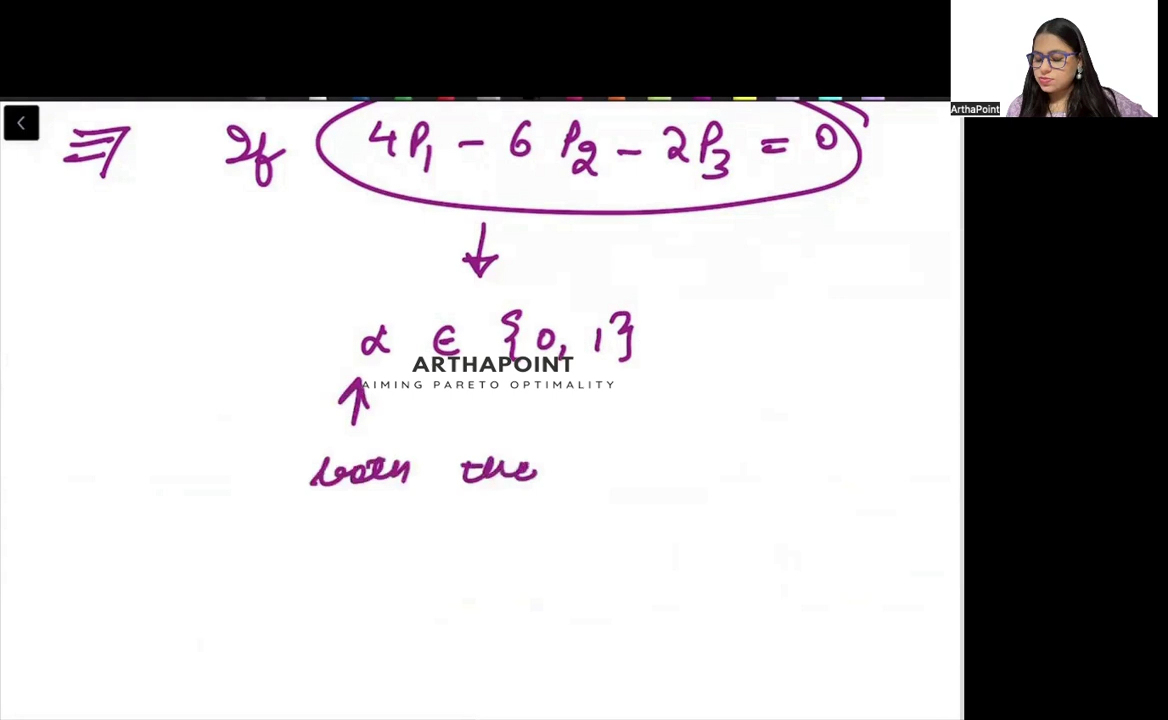 ArthaPoint
⇒ If 4P₁ - 6P₂ - 2P₃ = 0
↓
α ∈ {0, 1}
ARTHAPOINT
AIMING PARETO OPTIMALITY
↑
both the